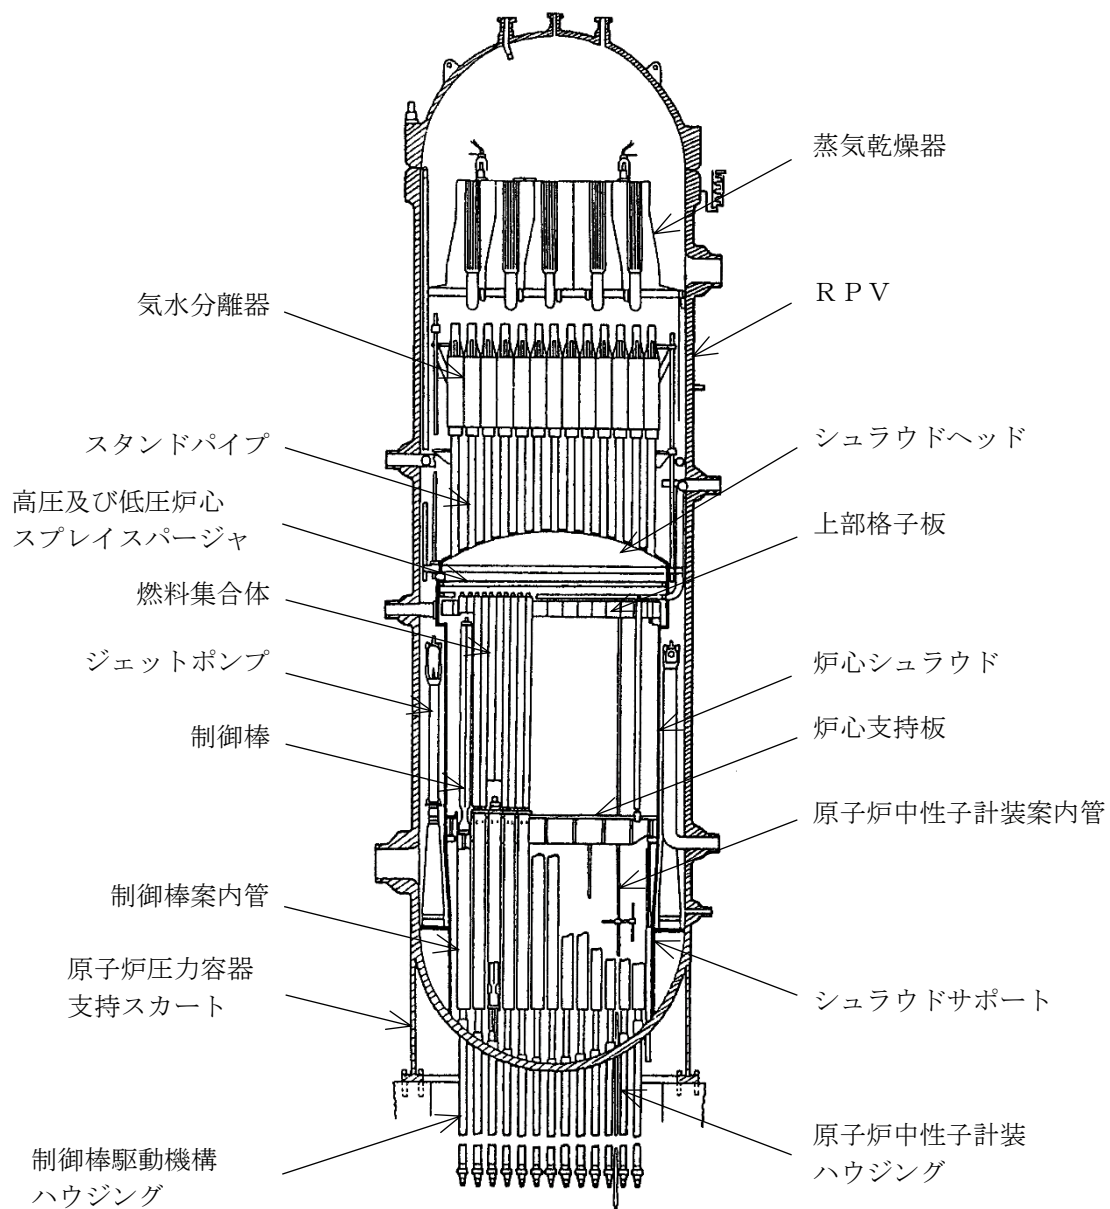 蒸気乾燥器
ＲＰＶ
気水分離器
スタンドパイプ
シュラウドヘッド
高圧及び低圧炉心
スプレイスパージャ
上部格子板
燃料集合体
ジェットポンプ
炉心シュラウド
制御棒
炉心支持板
原子炉中性子計装案内管
制御棒案内管
原子炉圧力容器
支持スカート
シュラウドサポート
原子炉中性子計装
ハウジング
制御棒駆動機構
ハウジング